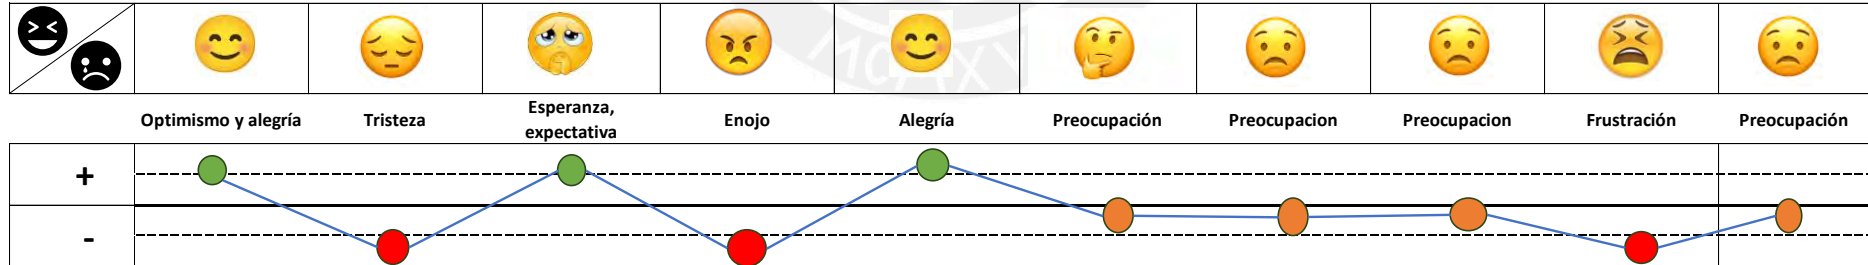 Optimismo y alegría
Tristeza
Esperanza,
expectativa
Enojo
Alegría
Preocupación
Preocupacion
Preocupacion
Frustración
Preocupación
+
-